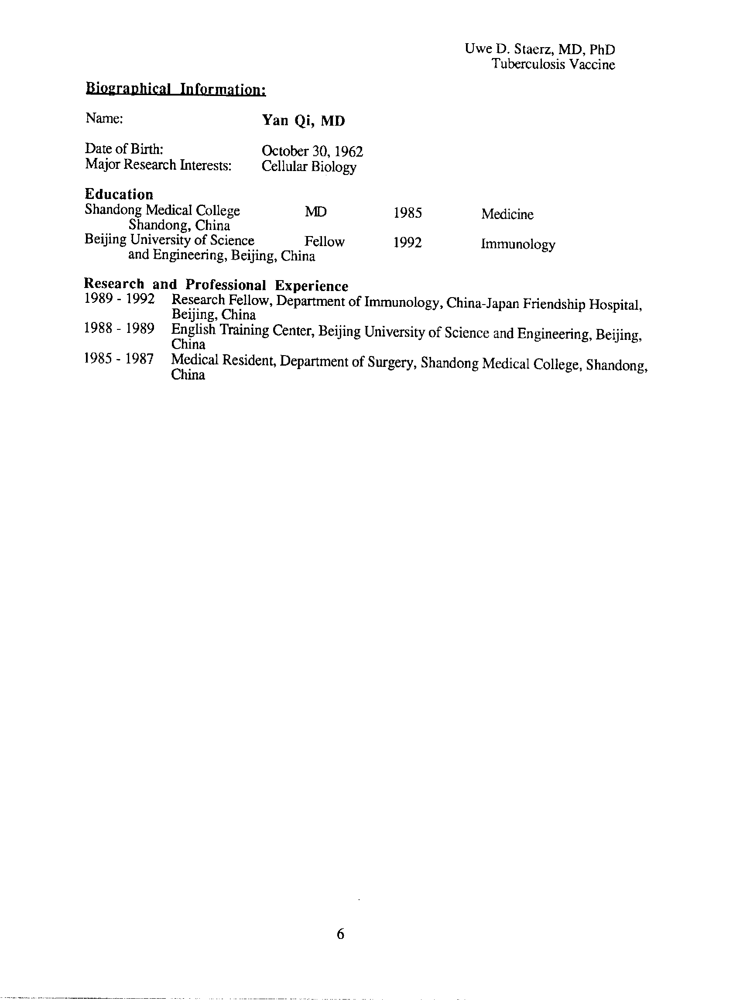 Uwe D. Staerz, MD, PhD
Tuberculosis Vaccine
Biographical Information:
Name: Yan Qi, MD
Date of Birth: October 30, 1962
Major Research Interests: Cellular Biology
Education
Shandong Medical College MD 1985 Medicine
Shandong, China
Beijing University of Science Fellow 1992 Immunology
and Engineering, Beijing, China
Research and Professional Experience
1989 - 1992 Research Fellow, Department of Immunology, China-Japan Friendship Hospital,
Beijing, China
1988 - 1989 English Training Center, Beijing University of Science and Engineering, Beijing,
China
1985 - 1987 Medical Resident, Department of Surgery, Shandong Medical College, Shandong,
China
6